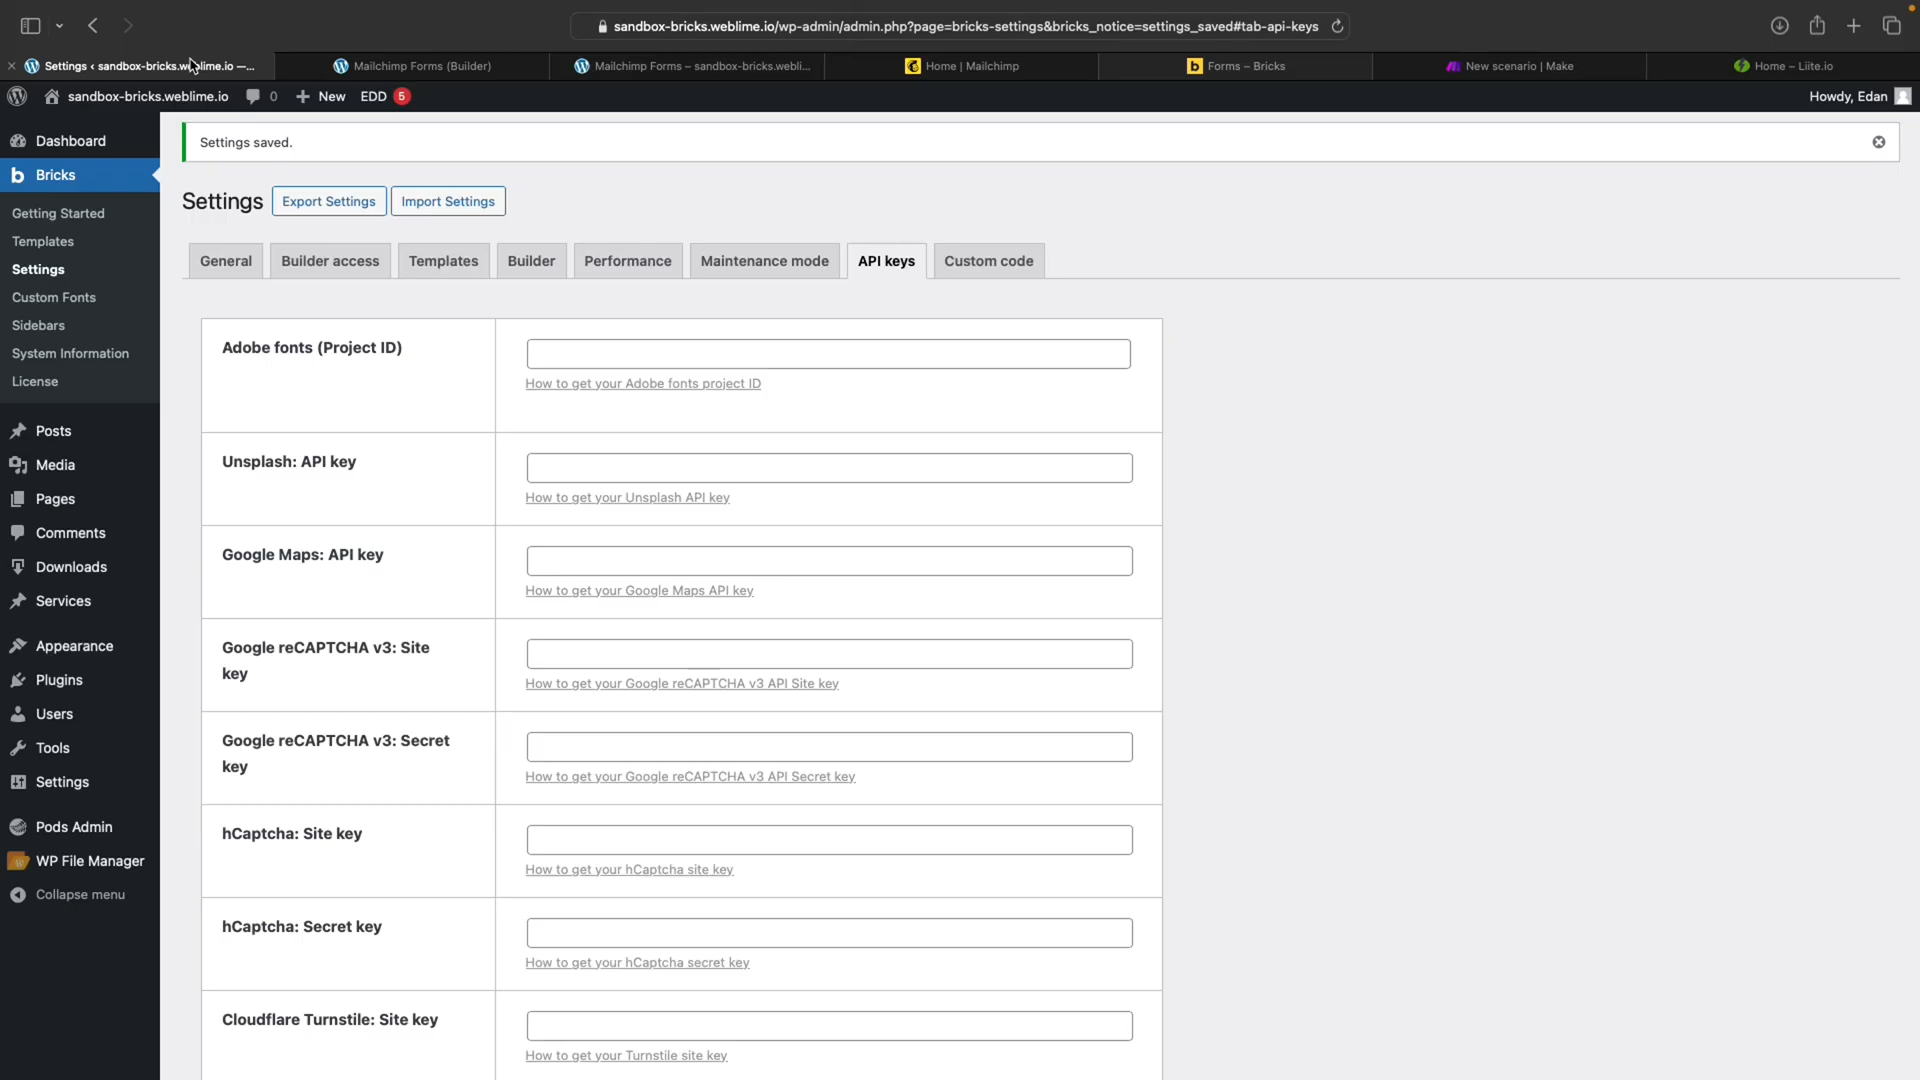 sandbox-bricks.weblime.io/wp-admin/admin.php?page=bricks-settings&bricks_notice=settings_saved#tab-api-keys
Settings ‹ sandbox-bricks.weblime.io —...
Mailchimp Forms (Builder)
Mailchimp Forms – sandbox-bricks.webli...
Home | Mailchimp
Forms – Bricks
New scenario | Make
Home – Liite.io
sandbox-bricks.weblime.io 0 New EDD 5 Howdy, Edan
Dashboard
Bricks
Getting Started
Templates
Settings
Custom Fonts
Sidebars
System Information
License
Posts
Media
Pages
Comments
Downloads
Services
Appearance
Plugins
Users
Tools
Settings
Pods Admin
WP File Manager
Collapse menu
Settings saved.
Settings Export Settings Import Settings
General Builder access Templates Builder Performance Maintenance mode API keys Custom code
Adobe fonts (Project ID)
How to get your Adobe fonts project ID
Unsplash: API key
How to get your Unsplash API key
Google Maps: API key
How to get your Google Maps API key
Google reCAPTCHA v3: Site
key
How to get your Google reCAPTCHA v3 API Site key
Google reCAPTCHA v3: Secret
key
How to get your Google reCAPTCHA v3 API Secret key
hCaptcha: Site key
How to get your hCaptcha site key
hCaptcha: Secret key
How to get your hCaptcha secret key
Cloudflare Turnstile: Site key
How to get your Turnstile site key